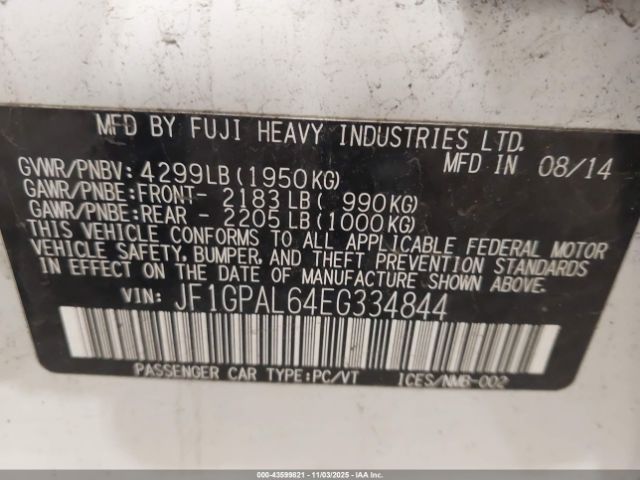 MFD BY FUJI HEAVY INDUSTRIES LTD.
MFD IN 08/14
GVWR/PNBV: 4299LB (1950KG)
GAWR/PNBE:FRONT- 2183LB ( 990KG)
GAWR/PNBE:REAR - 2205LB (1000KG)
THIS VEHICLE CONFORMS TO ALL APPLICABLE FEDERAL MOTOR
VEHICLE SAFETY, BUMPER, AND THEFT PREVENTION STANDARDS
IN EFFECT ON THE DATE OF MANUFACTURE SHOWN ABOVE.
VIN: JF1GPAL64EG334844
PASSENGER CAR TYPE:PC/VT ICES/NMB-002
000-43599821 - 11/03/2025 - IAA, Inc.